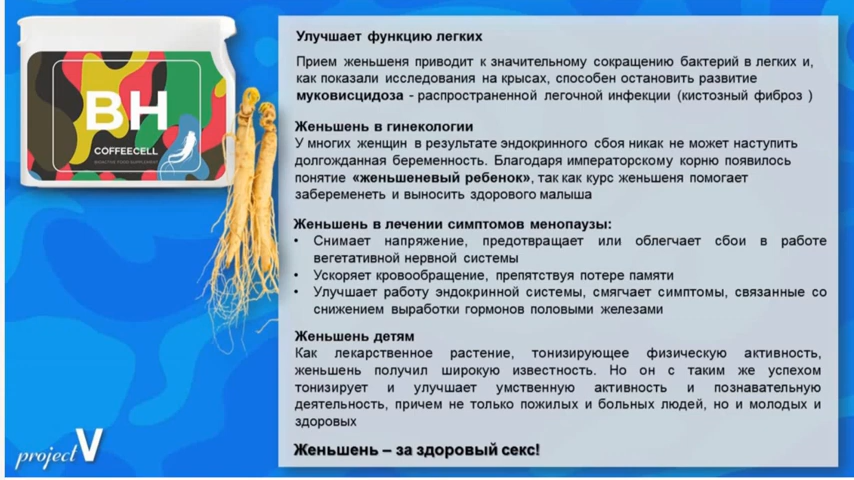 BH
COFFEECELL
BIOACTIVE FOOD SUPPLEMENT
Улучшает функцию легких
Прием женьшеня приводит к значительному сокращению бактерий в легких и,
как показали исследования на крысах, способен остановить развитие
муковисцидоза - распространенной легочной инфекции (кистозный фиброз )
Женьшень в гинекологии
У многих женщин в результате эндокринного сбоя никак не может наступить
долгожданная беременность. Благодаря императорскому корню появилось
понятие «женьшеневый ребенок», так как курс женьшеня помогает
забеременеть и выносить здорового малыша
Женьшень в лечении симптомов менопаузы:
• Снимает напряжение, предотвращает или облегчает сбои в работе
вегетативной нервной системы
• Ускоряет кровообращение, препятствуя потере памяти
• Улучшает работу эндокринной системы, смягчает симптомы, связанные со
снижением выработки гормонов половыми железами
Женьшень детям
Как лекарственное растение, тонизирующее физическую активность,
женьшень получил широкую известность. Но он с таким же успехом
тонизирует и улучшает умственную активность и познавательную
деятельность, причем не только пожилых и больных людей, но и молодых и
здоровых
Женьшень – за здоровый секс!
project V